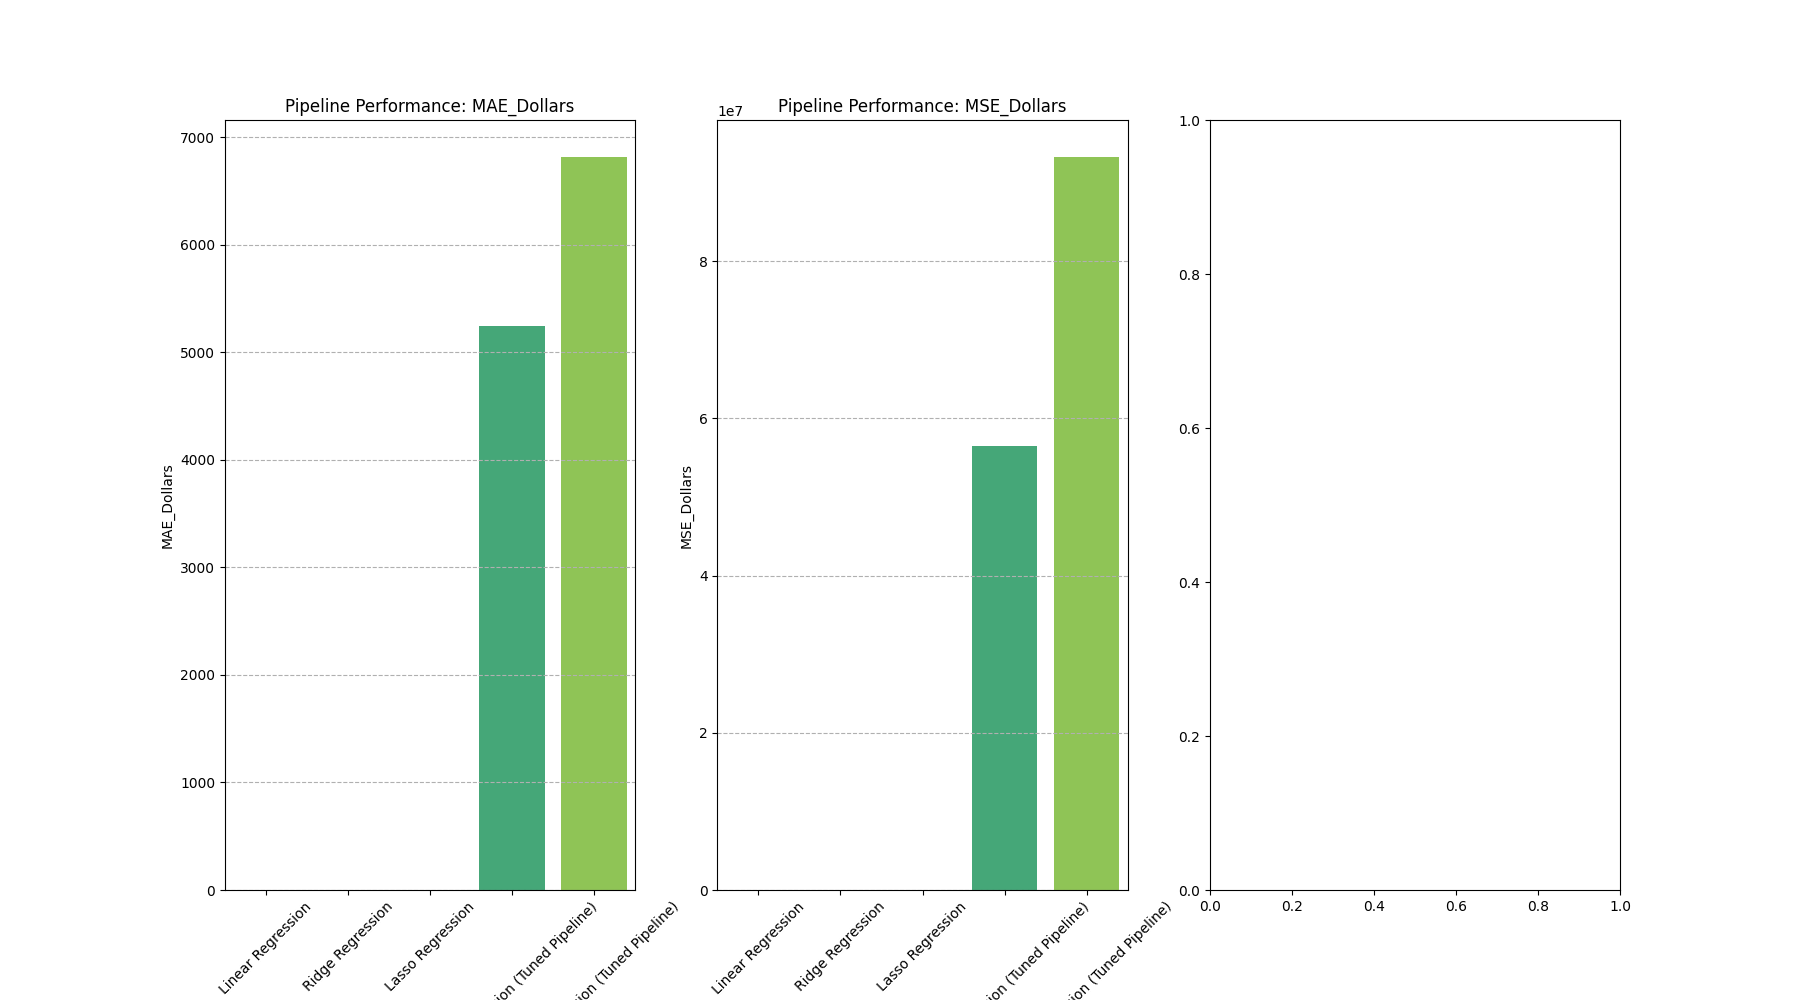 Pipeline Performance: MAE_Dollars
7000
6000
5000
4000
3000
2000
1000
0
MAE_Dollars
Linear Regression
Ridge Regression
Lasso Regression
ion (Tuned Pipeline)
ion (Tuned Pipeline)
Pipeline Performance: MSE_Dollars
1e7
8
6
4
2
0
MSE_Dollars
Linear Regression
Ridge Regression
Lasso Regression
ion (Tuned Pipeline)
ion (Tuned Pipeline)
1.0
0.8
0.6
0.4
0.2
0.0
0.0 0.2 0.4 0.6 0.8 1.0